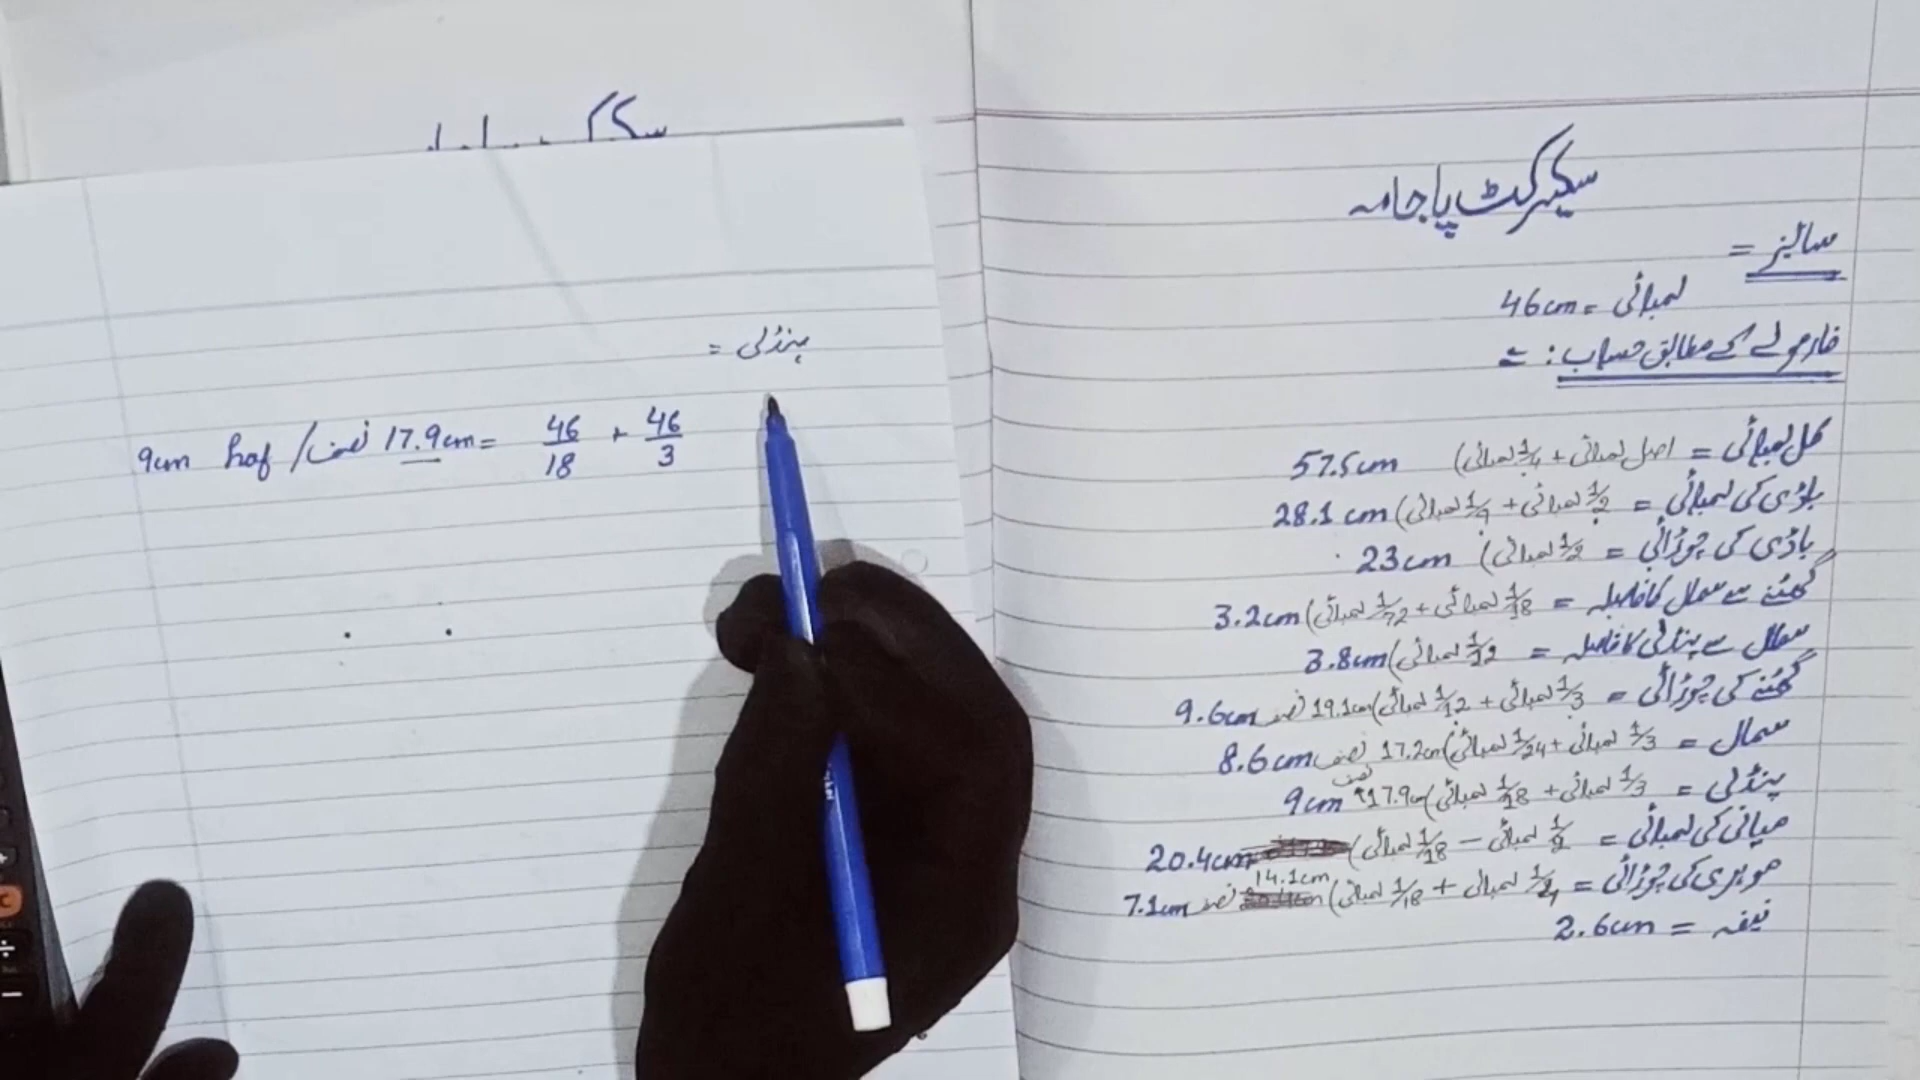 پنڈلی =
46/3 + 46/18 = 17.9cm نصف / haf 9cm
سکیرکٹ پاجامہ
سائیز =
لمبائی = 46cm
فارمولے کے مطابق حساب :=
کل لمبائی = اصل لمبائی + 1/4 لمبائی) 57.5cm
باڈی کی لمبائی = 1/2 لمبائی + 1/9 لمبائی) 28.1 cm
باڈی کی چوڑائی = 1/2 لمبائی) 23cm
گھٹنے سے سمال کا فاصلہ = 1/18 لمبائی + 1/72 لمبائی) 3.2cm
سمال سے پنڈلی کا فاصلہ = 1/12 لمبائی) 3.8cm
گھٹنے کی چوڑائی = 1/3 لمبائی + 1/12 لمبائی) 19.1cm نصف 9.6cm
سمال = 1/3 لمبائی + 1/24 لمبائی) 17.2cm نصف 8.6cm
پنڈلی = 1/3 لمبائی + 1/18 لمبائی) 17.9cm نصف 9cm
میانی کی لمبائی = 1/2 لمبائی – 1/18 لمبائی) 20.4cm
موہری کی چوڑائی = 1/4 لمبائی + 1/18 لمبائی) 14.1cm نصف 7.1cm
نیفہ = 2.6cm